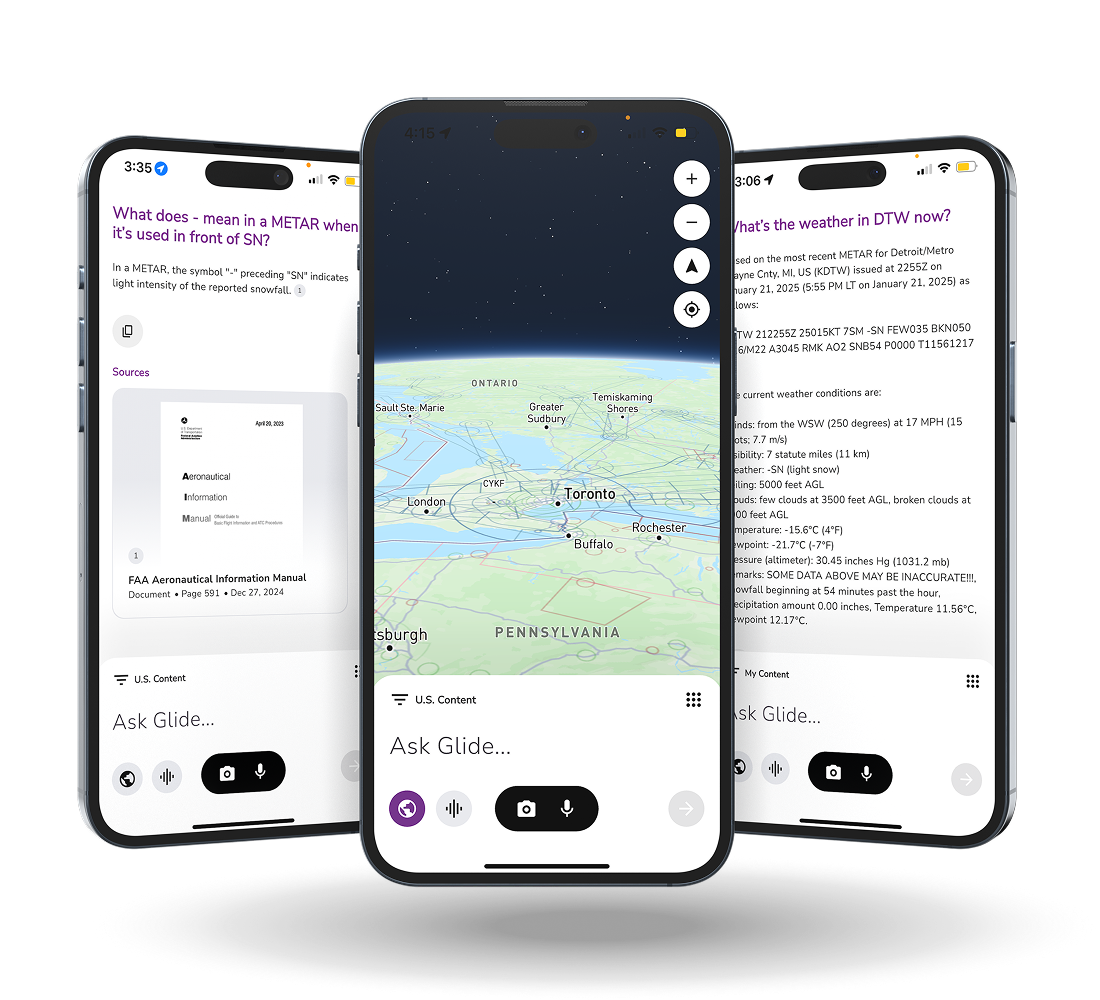 3:35
What does - mean in a METAR when
it's used in front of SN?
In a METAR, the symbol "-" preceding "SN" indicates
light intensity of the reported snowfall. 1
Sources
April 20, 2023
Aeronautical
Information
Manual
Official Guide to
Basic Flight Information and ATC Procedures
1
FAA Aeronautical Information Manual
Document • Page 591 • Dec 27, 2024
U.S. Content
Ask Glide...
4:15
ONTARIO
Sault Ste. Marie
Greater
Sudbury
Temiskaming
Shores
CYKF
London
Toronto
Rochester
Buffalo
tsburgh
PENNSYLVANIA
U.S. Content
Ask Glide...
3:06
hat's the weather in DTW now?
sed on the most recent METAR for Detroit/Metro
ayne Cnty, MI, US (KDTW) issued at 2255Z on
nuary 21, 2025 (5:55 PM LT on January 21, 2025) as
lows:
TW 212255Z 25015KT 7SM -SN FEW035 BKN050
6/M22 A3045 RMK AO2 SNB54 P0000 T11561217
e current weather conditions are:
inds: from the WSW (250 degrees) at 17 MPH (15
ots; 7.7 m/s)
sibility: 7 statute miles (11 km)
eather: -SN (light snow)
iling: 5000 feet AGL
ouds: few clouds at 3500 feet AGL, broken clouds at
00 feet AGL
mperature: -15.6°C (4°F)
ewpoint: -21.7°C (-7°F)
essure (altimeter): 30.45 inches Hg (1031.2 mb)
emarks: SOME DATA ABOVE MAY BE INACCURATE!!!,
owfall beginning at 54 minutes past the hour,
ecipitation amount 0.00 inches, Temperature 11.56°C,
ewpoint 12.17°C.
My Content
Ask Glide...